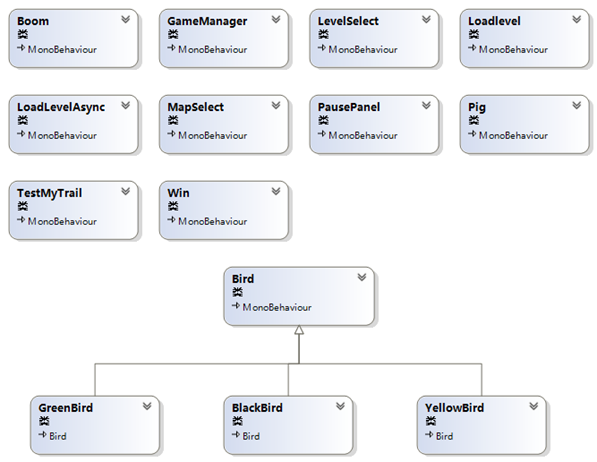 Boom GameManager LevelSelect Loadlevel
MonoBehaviour MonoBehaviour MonoBehaviour MonoBehaviour
LoadLevelAsync MapSelect PausePanel Pig
MonoBehaviour MonoBehaviour MonoBehaviour MonoBehaviour
TestMyTrail Win
MonoBehaviour MonoBehaviour
Bird
MonoBehaviour
GreenBird BlackBird YellowBird
Bird Bird Bird